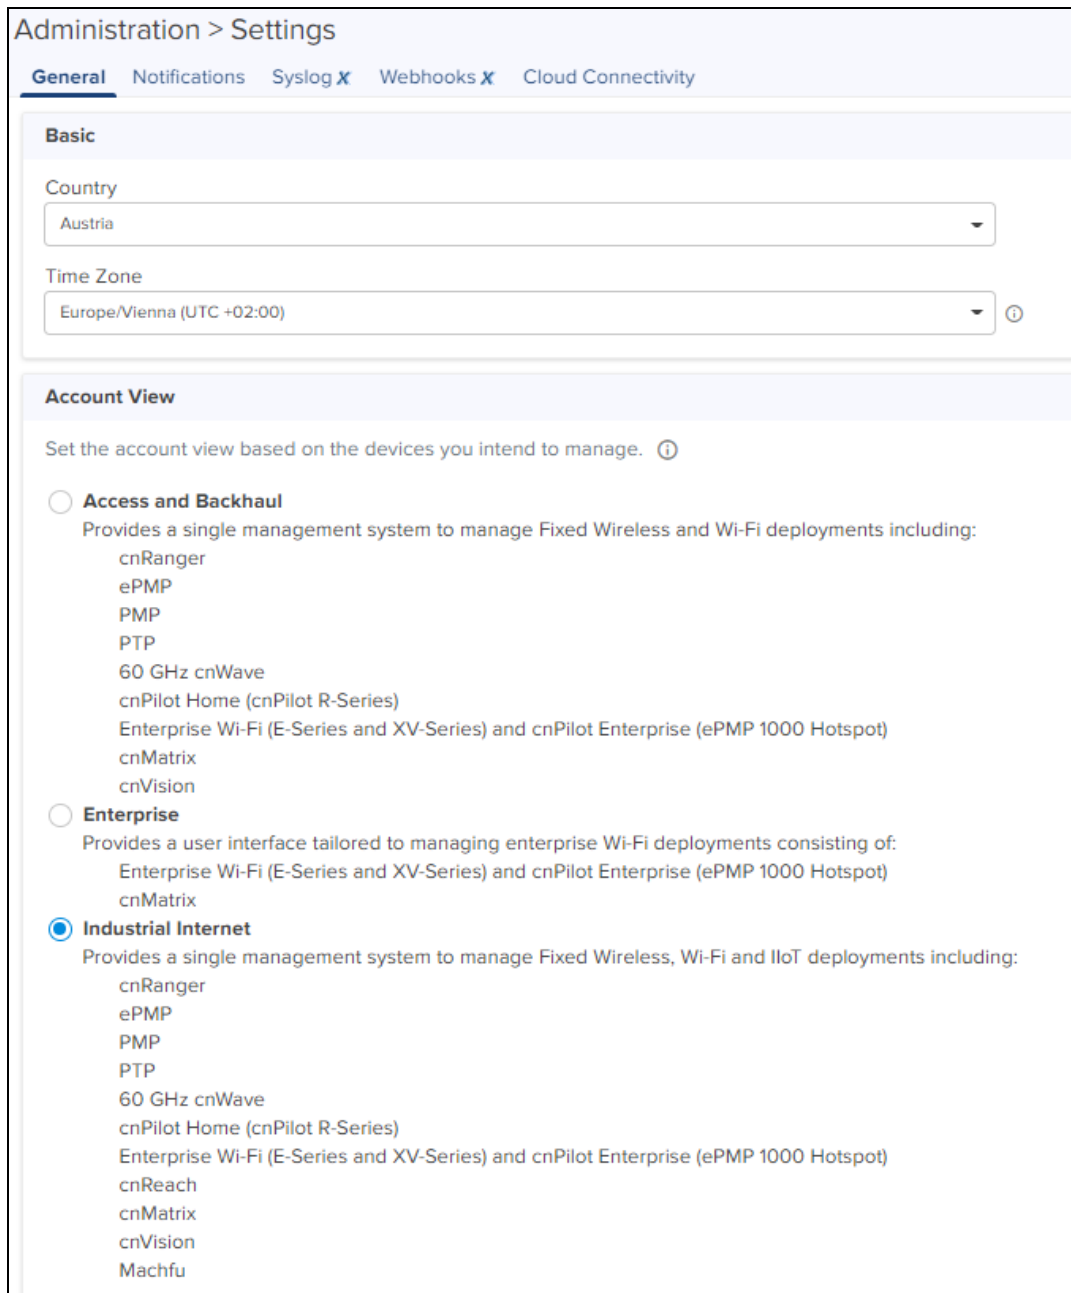 Administration > Settings
General Notifications Syslog X Webhooks X Cloud Connectivity
Basic
Country
Austria
Time Zone
Europe/Vienna (UTC +02:00)
Account View
Set the account view based on the devices you intend to manage.
Access and Backhaul
Provides a single management system to manage Fixed Wireless and Wi-Fi deployments including:
cnRanger
ePMP
PMP
PTP
60 GHz cnWave
cnPilot Home (cnPilot R-Series)
Enterprise Wi-Fi (E-Series and XV-Series) and cnPilot Enterprise (ePMP 1000 Hotspot)
cnMatrix
cnVision
Enterprise
Provides a user interface tailored to managing enterprise Wi-Fi deployments consisting of:
Enterprise Wi-Fi (E-Series and XV-Series) and cnPilot Enterprise (ePMP 1000 Hotspot)
cnMatrix
Industrial Internet
Provides a single management system to manage Fixed Wireless, Wi-Fi and IIoT deployments including:
cnRanger
ePMP
PMP
PTP
60 GHz cnWave
cnPilot Home (cnPilot R-Series)
Enterprise Wi-Fi (E-Series and XV-Series) and cnPilot Enterprise (ePMP 1000 Hotspot)
cnReach
cnMatrix
cnVision
Machfu